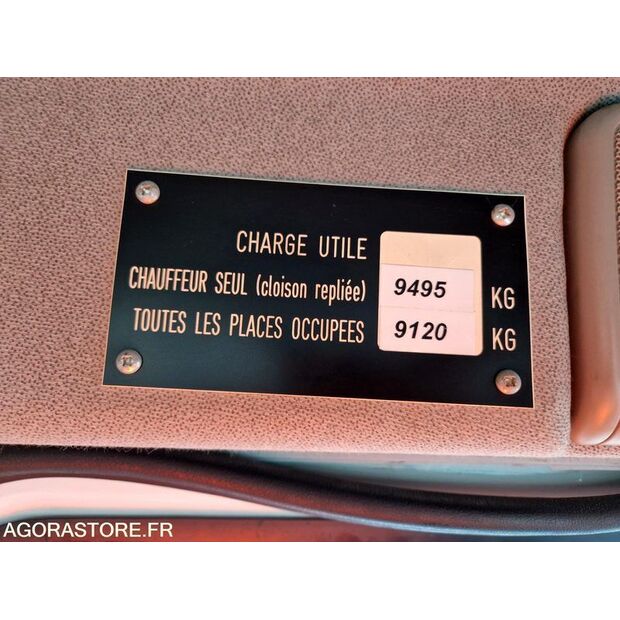 CHARGE UTILE
CHAUFFEUR SEUL (cloison repliée) 9495 KG
TOUTES LES PLACES OCCUPEES 9120 KG
AGORASTORE.FR